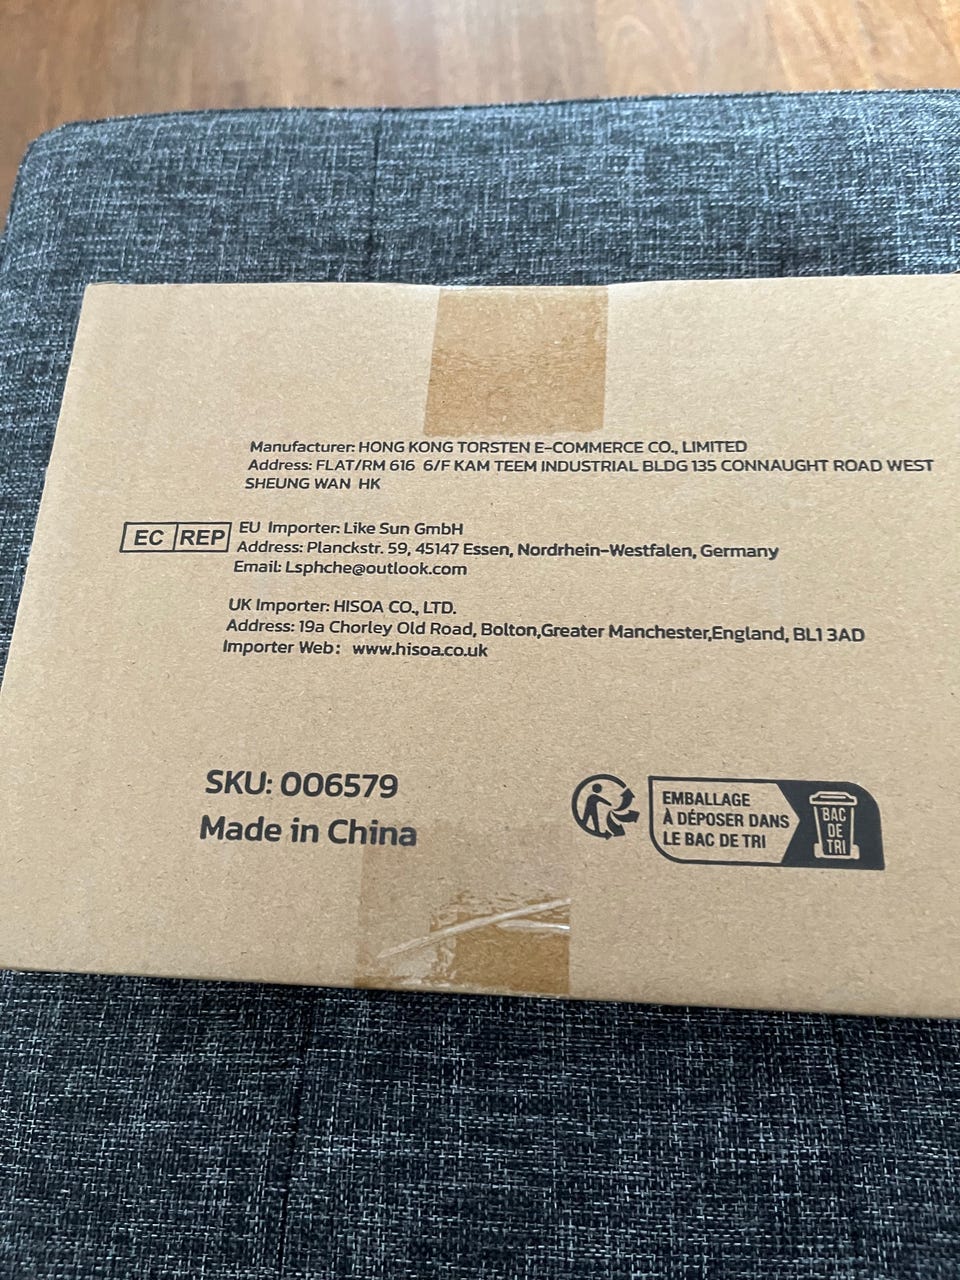 Manufacturer: HONG KONG TORSTEN E-COMMERCE CO., LIMITED
Address: FLAT/RM 616 6/F KAM TEEM INDUSTRIAL BLDG 135 CONNAUGHT ROAD WEST
SHEUNG WAN HK
EC REP
EU Importer: Like Sun GmbH
Address: Planckstr. 59, 45147 Essen, Nordrhein-Westfalen, Germany
Email: Lsphche@outlook.com
UK Importer: HISOA CO., LTD.
Address: 19a Chorley Old Road, Bolton,Greater Manchester,England, BL1 3AD
Importer Web: www.hisoa.co.uk
SKU: 006579
Made in China
EMBALLAGE
À DÉPOSER DANS
LE BAC DE TRI
BAC
DE
TRI